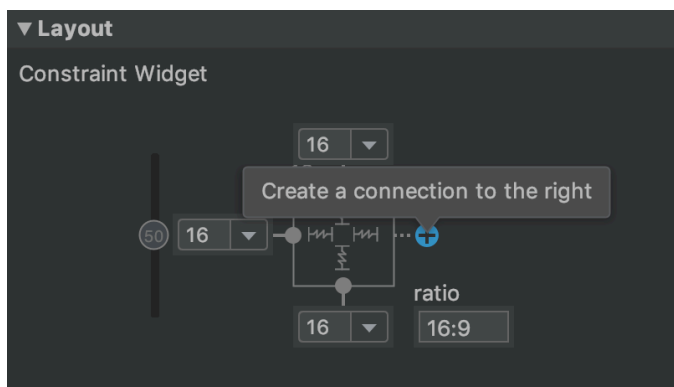 Layout
Constraint Widget
16
Create a connection to the right
50
16
ratio
16
16:9